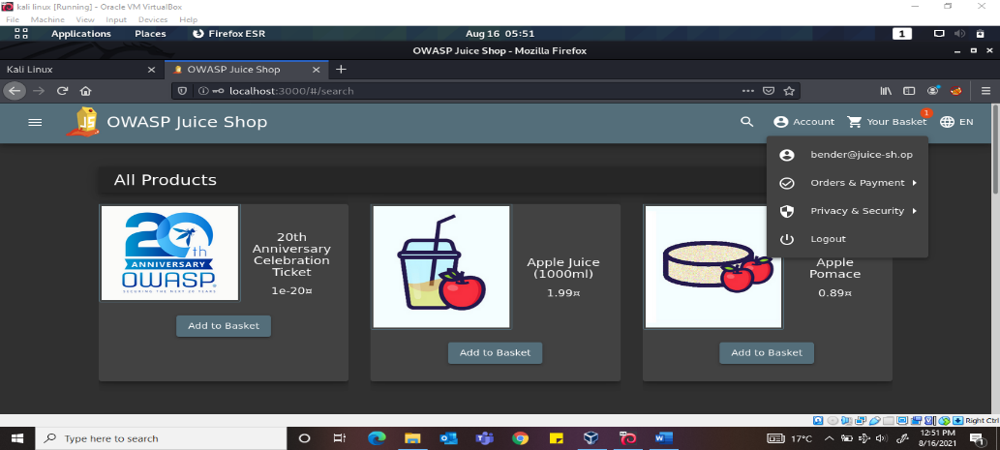 kali linux [Running] - Oracle VM VirtualBox
File Machine View Input Devices Help
Applications Places Firefox ESR Aug 16 05:51 1
OWASP Juice Shop - Mozilla Firefox
Kali Linux OWASP Juice Shop
localhost:3000/#/search
JS OWASP Juice Shop Account Your Basket 1 EN
bender@juice-sh.op
Orders & Payment
Privacy & Security
Logout
All Products
20th
ANNIVERSARY
OWASP
SECURING THE NEXT 20 YEARS
20th
Anniversary
Celebration
Ticket
1e-20¤
Add to Basket
Apple Juice
(1000ml)
1.99¤
Add to Basket
Apple
Pomace
0.89¤
Add to Basket
Right Ctrl
Type here to search 17°C 12:51 PM
8/16/2021 1